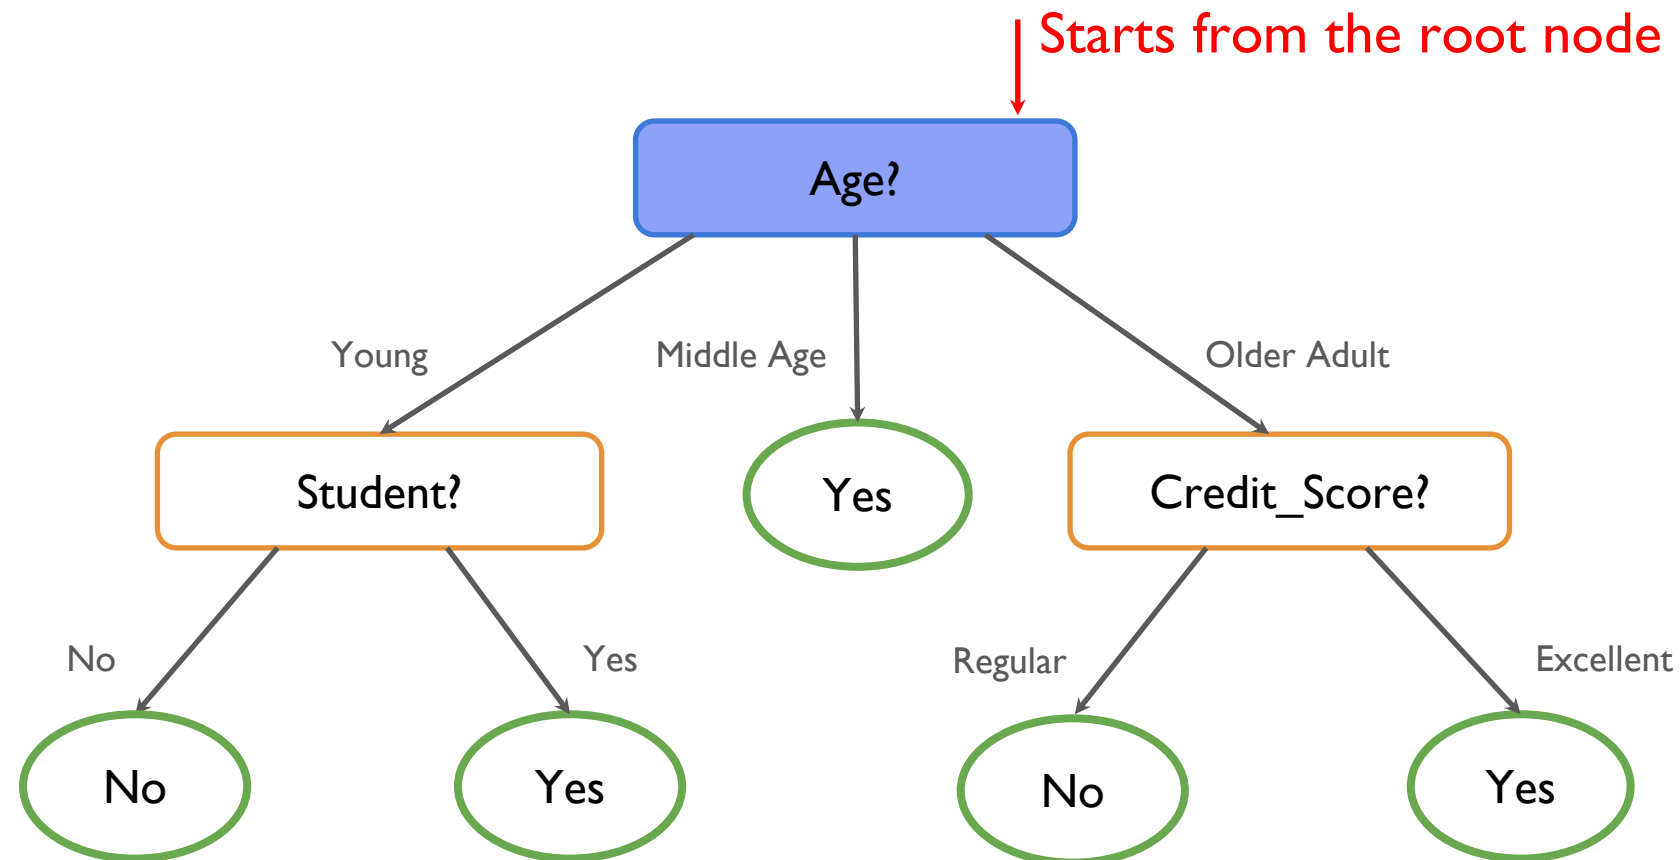 Starts from the root node
Age?
Young
Middle Age
Older Adult
Student?
Yes
Credit_Score?
No
Yes
Regular
Excellent
No
Yes
No
Yes